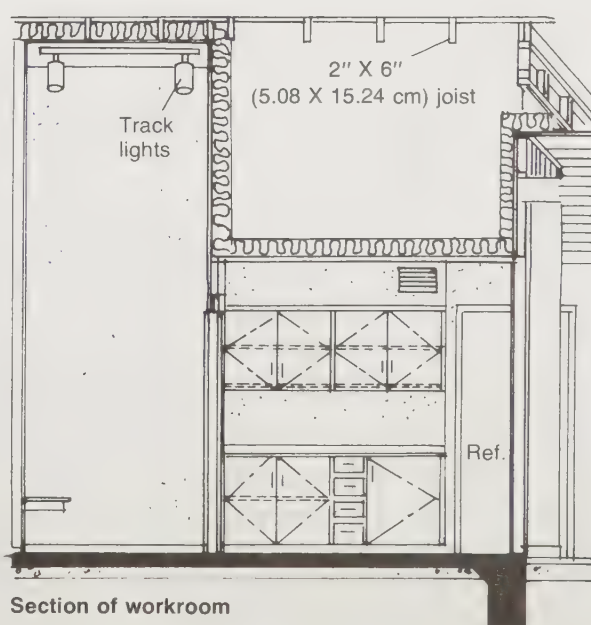 2" X 6"
(5.08 X 15.24 cm) joist
Track
lights
Ref.
Section of workroom